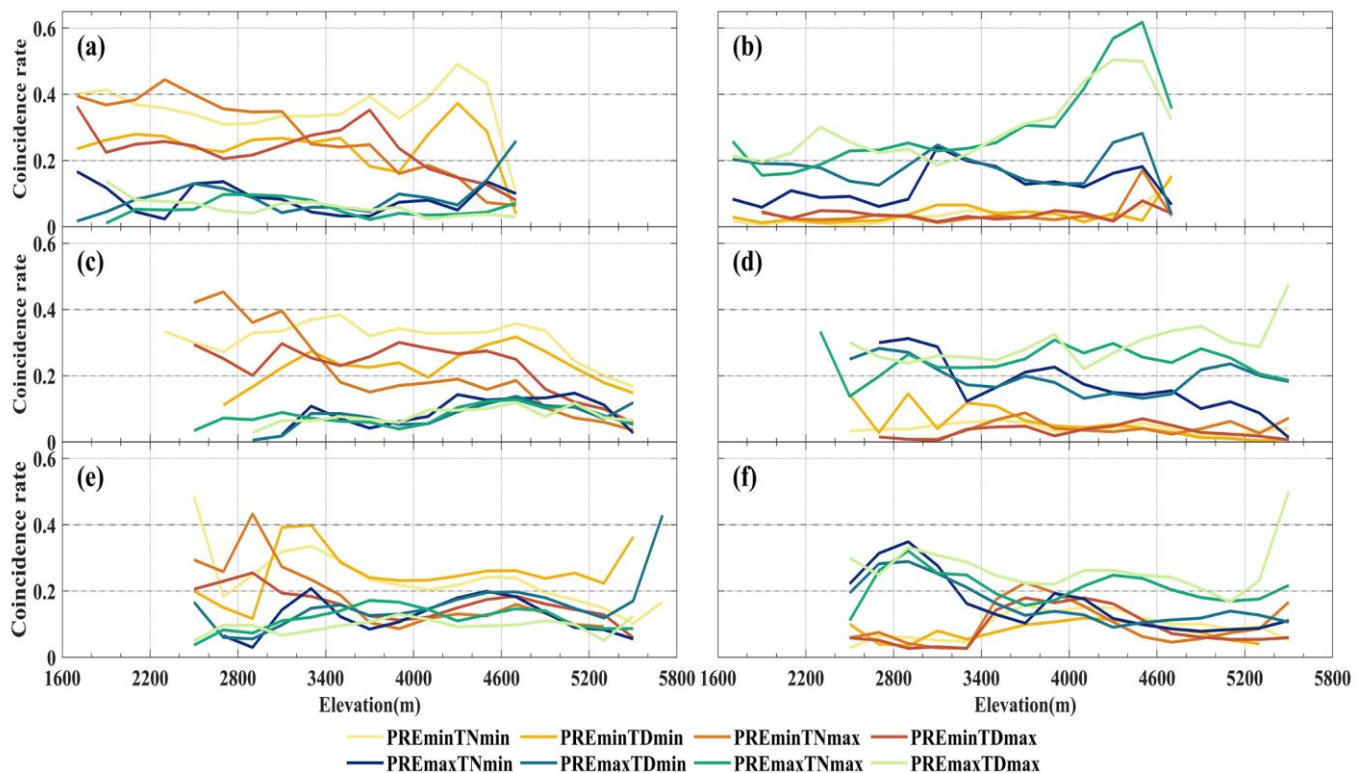 (a) (b)
Coincidence rate
0.6
0.4
0.2
0
(c) (d)
0.6
0.4
0.2
0
(e) (f)
Coincidence rate
0.6
0.4
0.2
0
1600 2200 2800 3400 4000 4600 5200 5800 1600 2200 2800 3400 4000 4600 5200 5800
Elevation(m) Elevation(m)
PREminTNmin PREminTDmin PREminTNmax PREminTDmax
PREmaxTNmin PREmaxTDmin PREmaxTNmax PREmaxTDmax